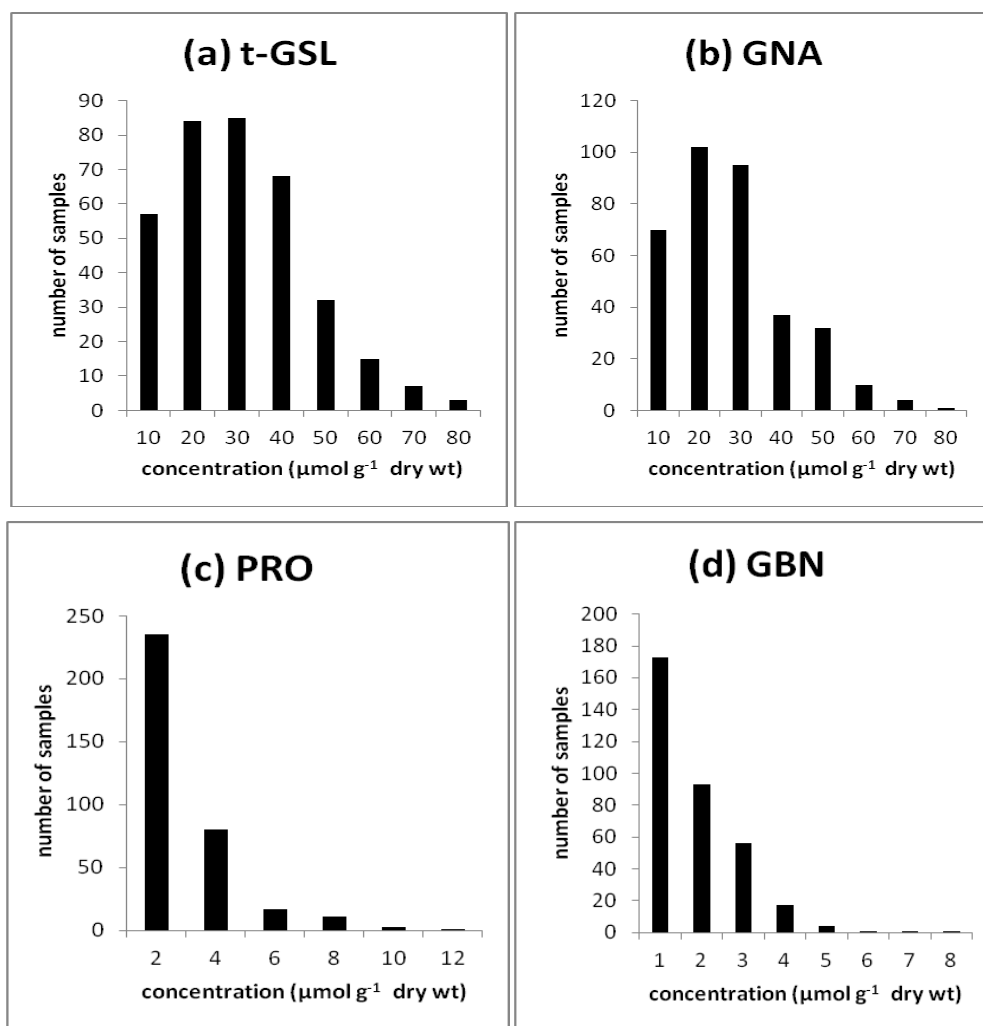 (a) t-GSL
90
80
70
60
50
40
30
20
10
0
number of samples
10 20 30 40 50 60 70 80
concentration (µmol g⁻¹ dry wt)
(b) GNA
120
100
80
60
40
20
0
number of samples
10 20 30 40 50 60 70 80
concentration (µmol g⁻¹ dry wt)
(c) PRO
250
200
150
100
50
0
number of samples
2 4 6 8 10 12
concentration (µmol g⁻¹ dry wt)
(d) GBN
200
180
160
140
120
100
80
60
40
20
0
number of samples
1 2 3 4 5 6 7 8
concentration (µmol g⁻¹ dry wt)